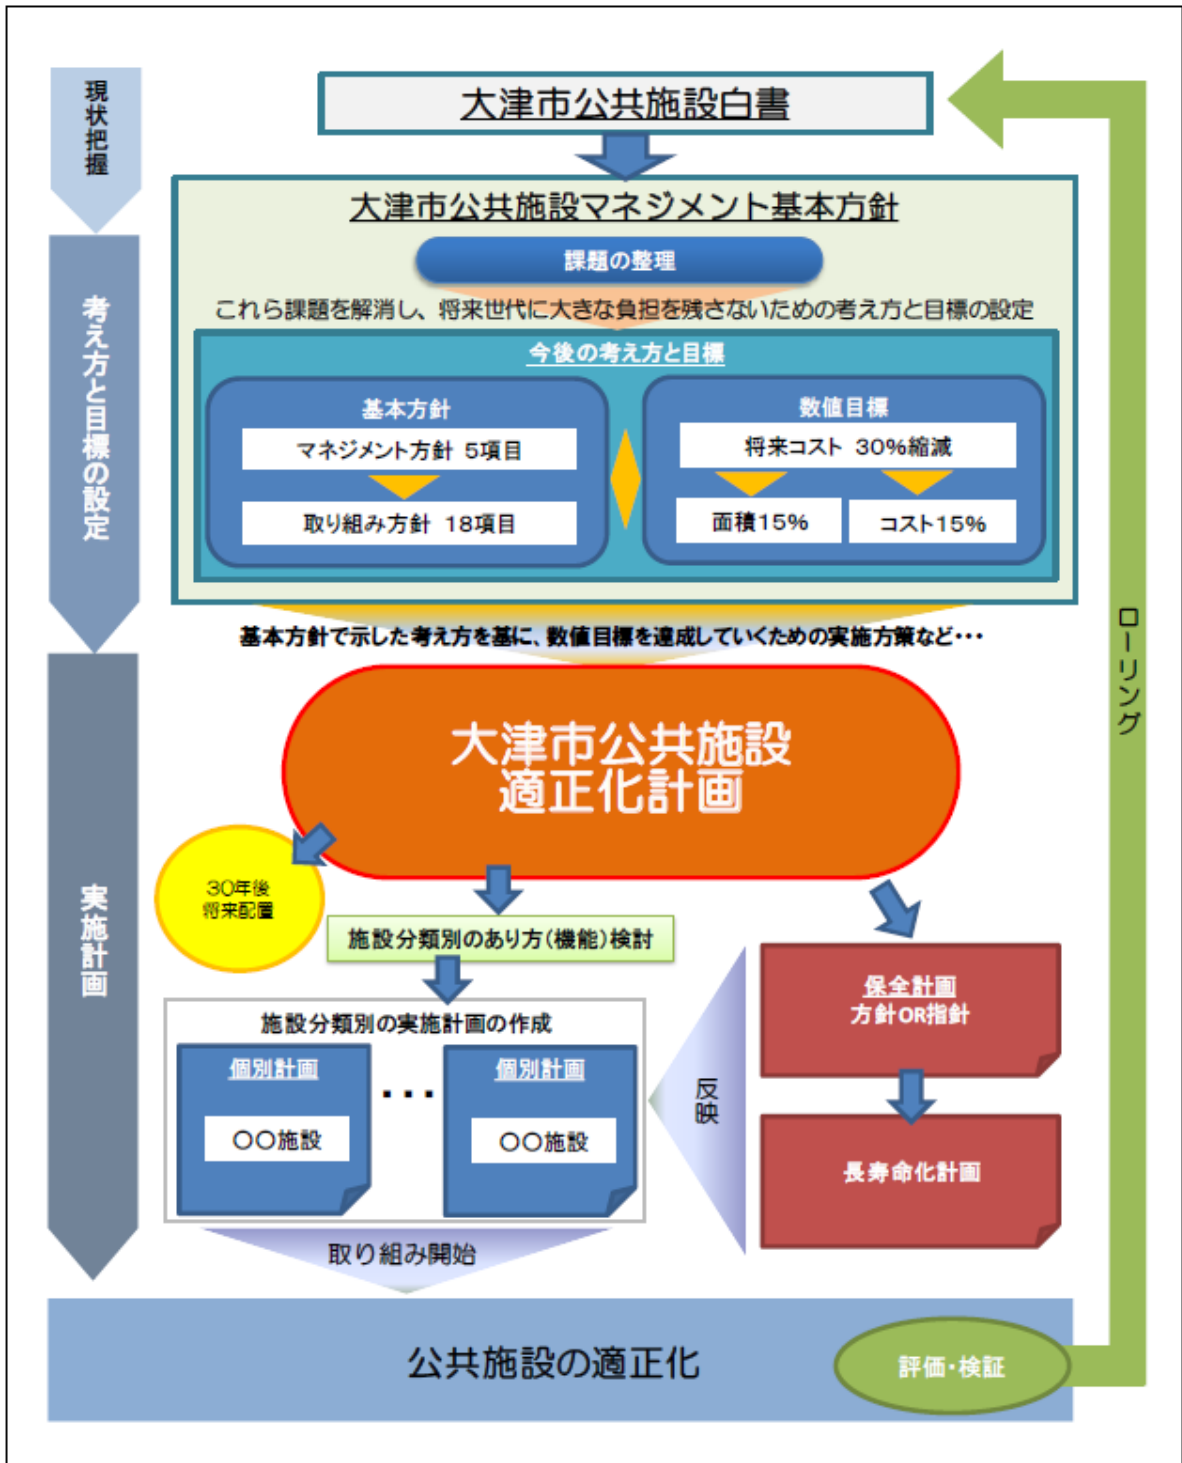 現状把握
大津市公共施設白書
大津市公共施設マネジメント基本方針
課題の整理
これら課題を解消し、将来世代に大きな負担を残さないための考え方と目標の設定
考え方と目標の設定
今後の考え方と目標
基本方針
マネジメント方針 5項目
取り組み方針 18項目
数値目標
将来コスト 30%縮減
面積15%
コスト15%
基本方針で示した考え方を基に、数値目標を達成していくための実施方策など・・・
ローリング
大津市公共施設
適正化計画
実施計画
30年後
将来配置
施設分類別のあり方(機能)検討
施設分類別の実施計画の作成
個別計画
〇〇施設
・・・
個別計画
〇〇施設
反映
保全計画
方針OR指針
長寿命化計画
取り組み開始
公共施設の適正化
評価・検証